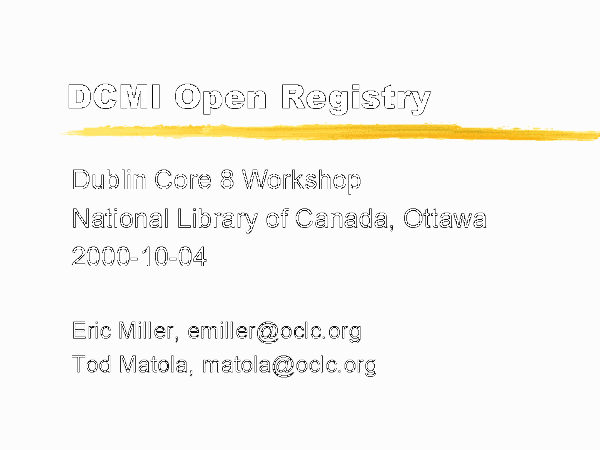 DCMI Open Registry
Dublin Core 8 Workshop
National Library of Canada, Ottawa
2000-10-04
Eric Miller, emiller@oclc.org
Tod Matola, matola@oclc.org